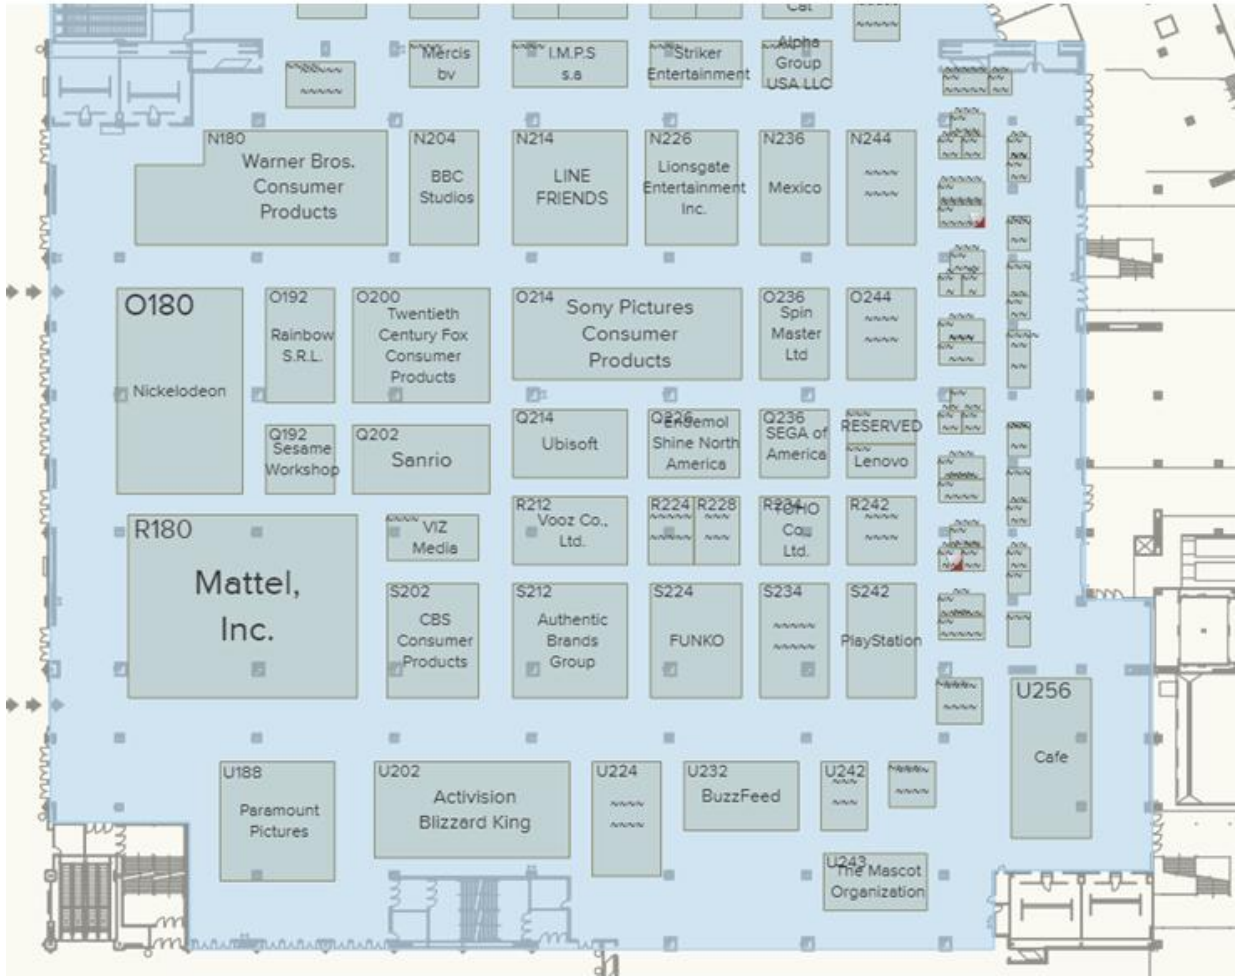 Cat
Mercis
bv
I.M.P.S
s.a
Striker
Entertainment
Alpha
Group
USA LLC
N180
Warner Bros.
Consumer
Products
N204
BBC
Studios
N214
LINE
FRIENDS
N226
Lionsgate
Entertainment
Inc.
N236
Mexico
N244
O180
Nickelodeon
O192
Rainbow
S.R.L.
O200
Twentieth
Century Fox
Consumer
Products
O214
Sony Pictures
Consumer
Products
O236
Spin
Master
Ltd
O244
Q192
Sesame
Workshop
Q202
Sanrio
Q214
Ubisoft
Q226
Endemol
Shine North
America
Q236
SEGA of
America
RESERVED
Lenovo
R180
Mattel,
Inc.
VIZ
Media
R212
Vooz Co.,
Ltd.
R224
R228
R234
TOHO
Co.
Ltd.
R242
S202
CBS
Consumer
Products
S212
Authentic
Brands
Group
S224
FUNKO
S234
S242
PlayStation
U188
Paramount
Pictures
U202
Activision
Blizzard King
U224
U232
BuzzFeed
U242
U243
The Mascot
Organization
U256
Cafe